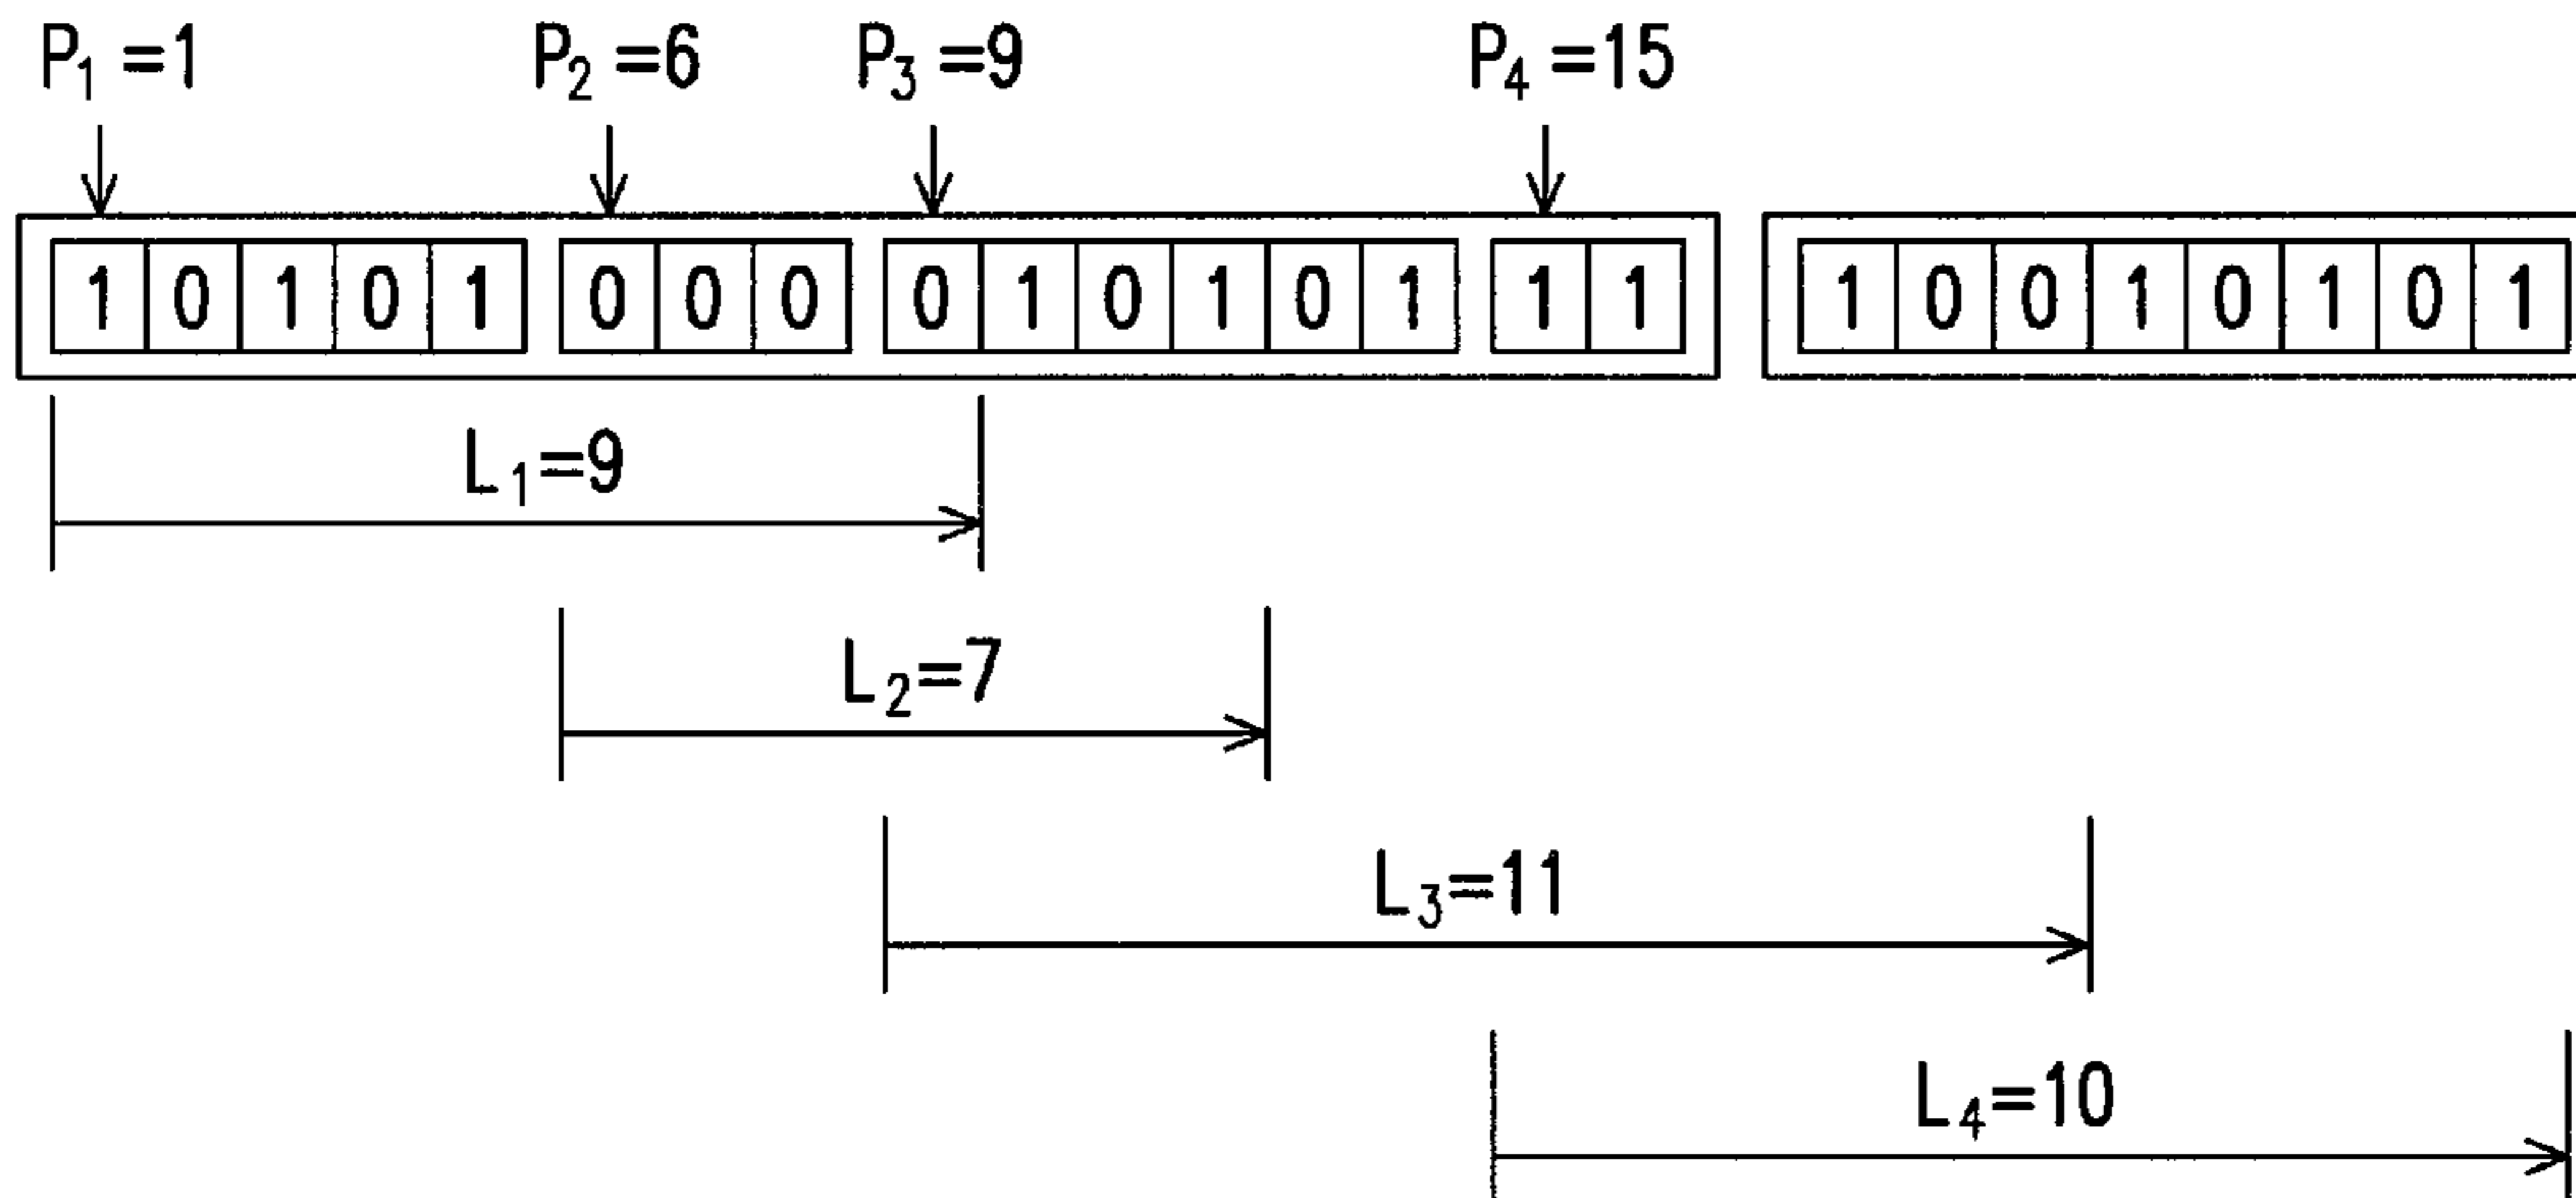 P₁ =1 P₂ =6 P₃ =9 P₄ =15
1 0 1 0 1 0 0 0 0 1 0 1 0 1 1 1 1 0 0 1 0 1 0 1
L₁=9
L₂=7
L₃=11
L₄=10